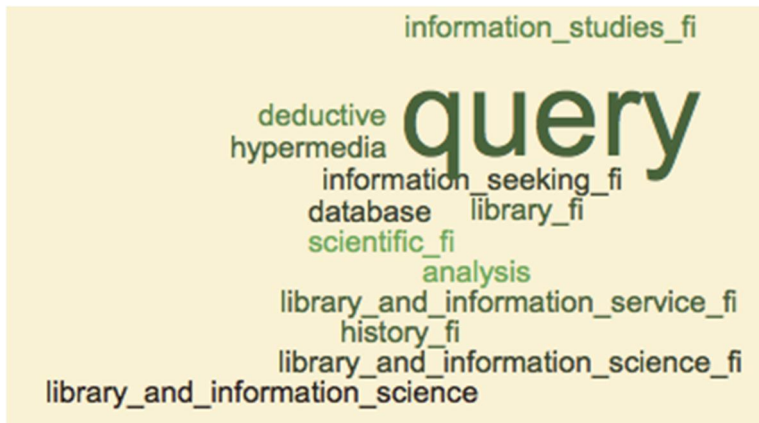 information_studies_fi
query
deductive
hypermedia
information_seeking_fi
database library_fi
scientific_fi
analysis
library_and_information_service_fi
history_fi
library_and_information_science_fi
library_and_information_science